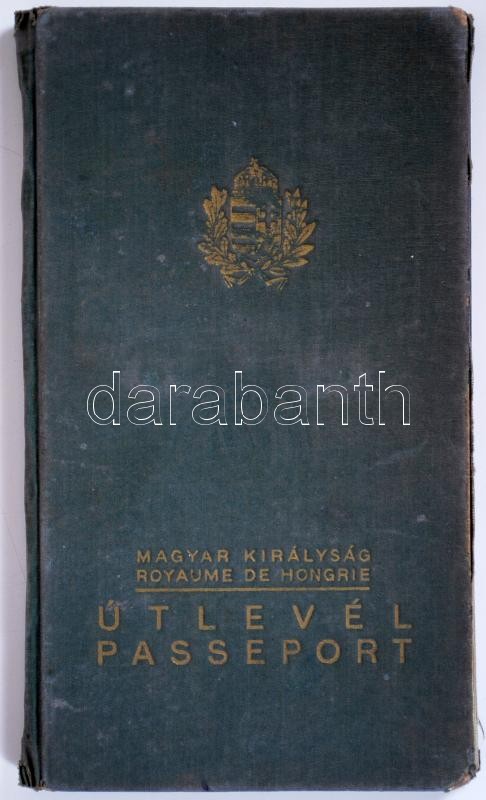 darabanth
MAGYAR KIRÁLYSÁG
ROYAUME DE HONGRIE
ÚTLEVÉL
PASSEPORT